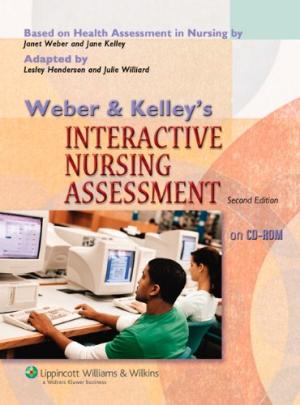 Based on Health Assessment in Nursing by
Janet Weber and Jane Kelley
Adapted by
Lesley Henderson and Julie Williard
Weber & Kelley's
INTERACTIVE
NURSING
ASSESSMENT
Second Edition
on CD-ROM
Lippincott Williams & Wilkins
a Wolters Kluwer business